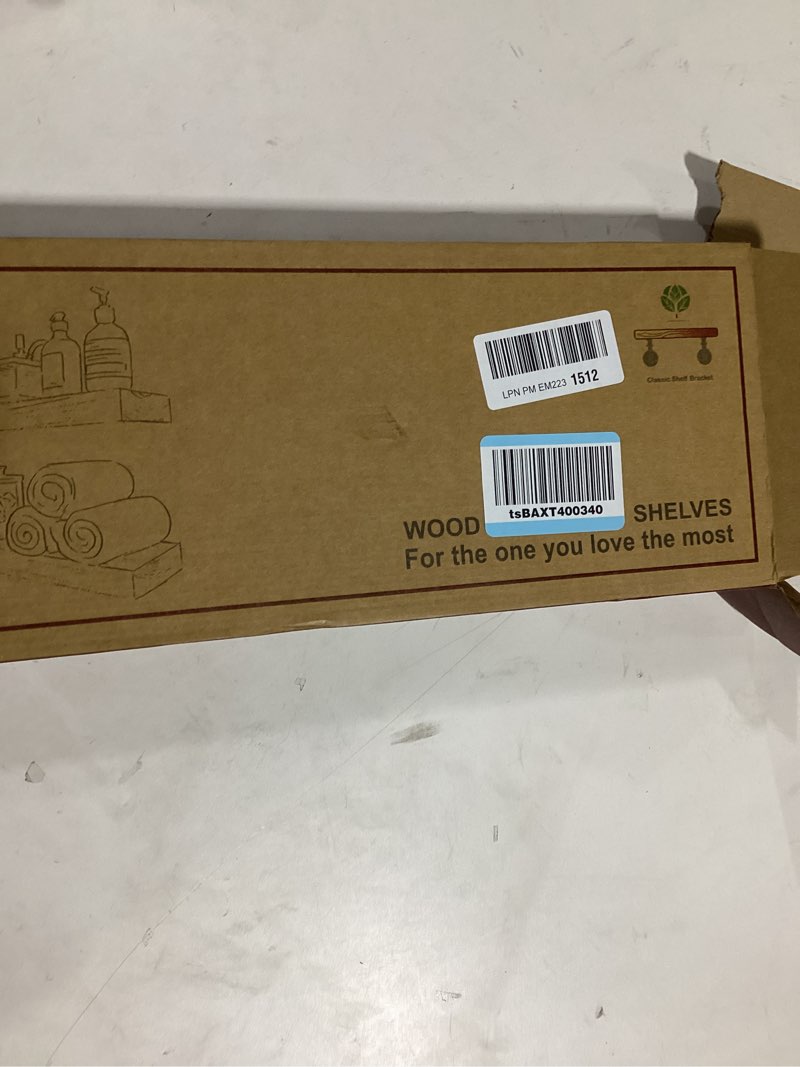 LPN PM EM223 1512
Classic Shelf Bracket
tsBAXT400340
WOOD SHELVES
For the one you love the most